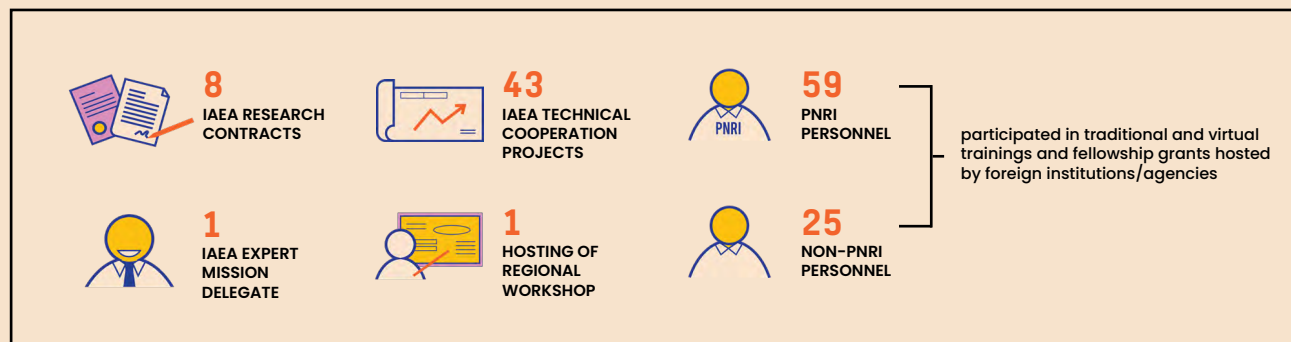 8
IAEA RESEARCH
CONTRACTS
43
IAEA TECHNICAL
COOPERATION
PROJECTS
PNRI
59
PNRI
PERSONNEL
participated in traditional and virtual
trainings and fellowship grants hosted
by foreign institutions/agencies
1
IAEA EXPERT
MISSION
DELEGATE
1
HOSTING OF
REGIONAL
WORKSHOP
25
NON-PNRI
PERSONNEL